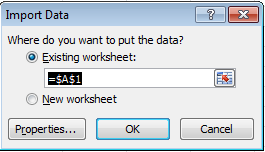 Import Data
Where do you want to put the data?
Existing worksheet:
=$A$1
New worksheet
Properties... OK Cancel